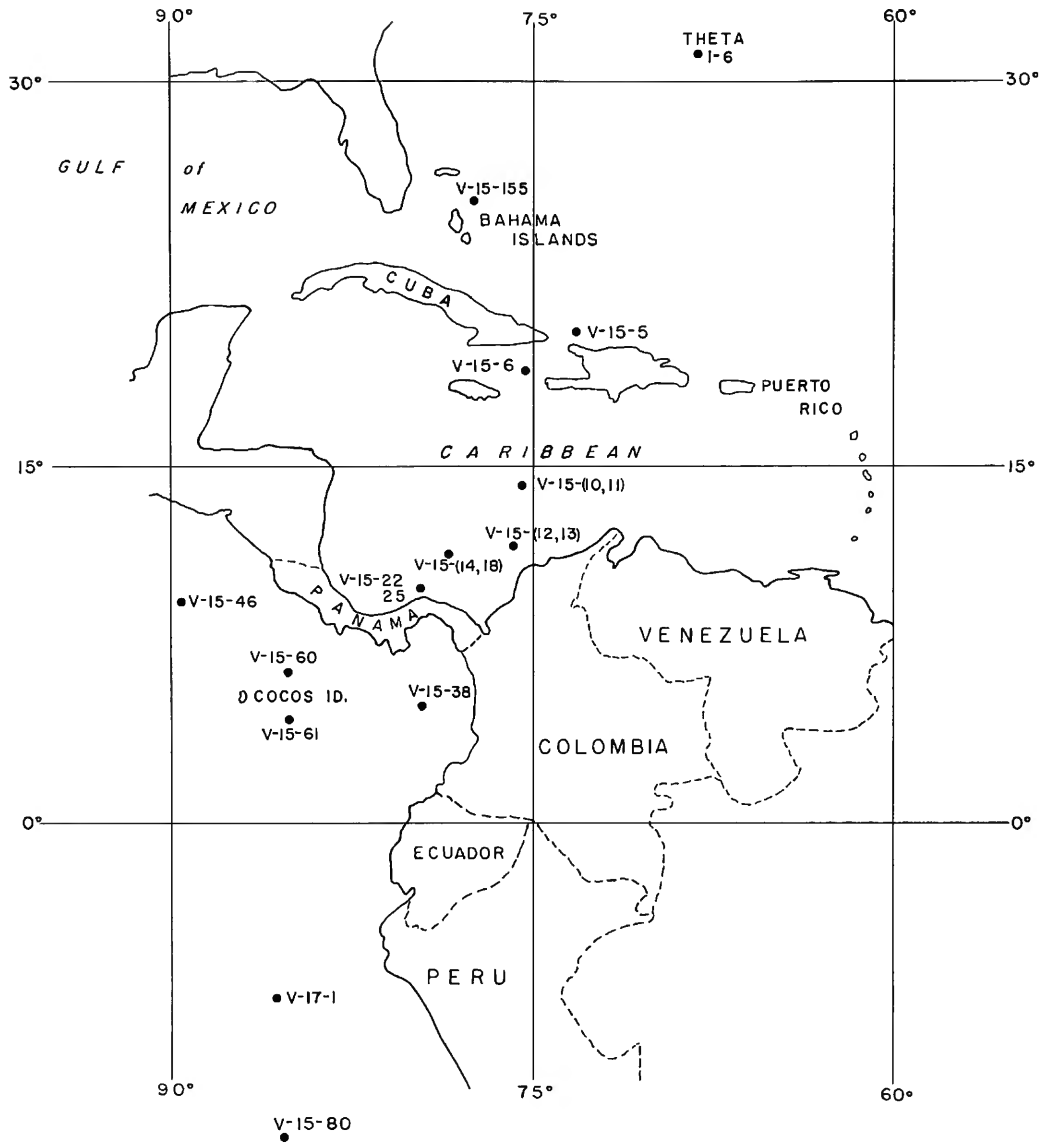 90°
75°
60°
THETA
1-6
30°
30°
GULF of
MEXICO
V-15-155
BAHAMA
ISLANDS
CUBA
V-15-5
V-15-6
PUERTO
RICO
CARIBBEAN
15°
15°
V-15-(10,11)
V-15-(12,13)
V-15-(14,18)
V-15-22
25
PANAMA
V-15-46
VENEZUELA
V-15-60
COCOS ID.
V-15-38
V-15-61
COLOMBIA
0°
0°
ECUADOR
PERU
V-17-1
90°
75°
60°
V-15-80